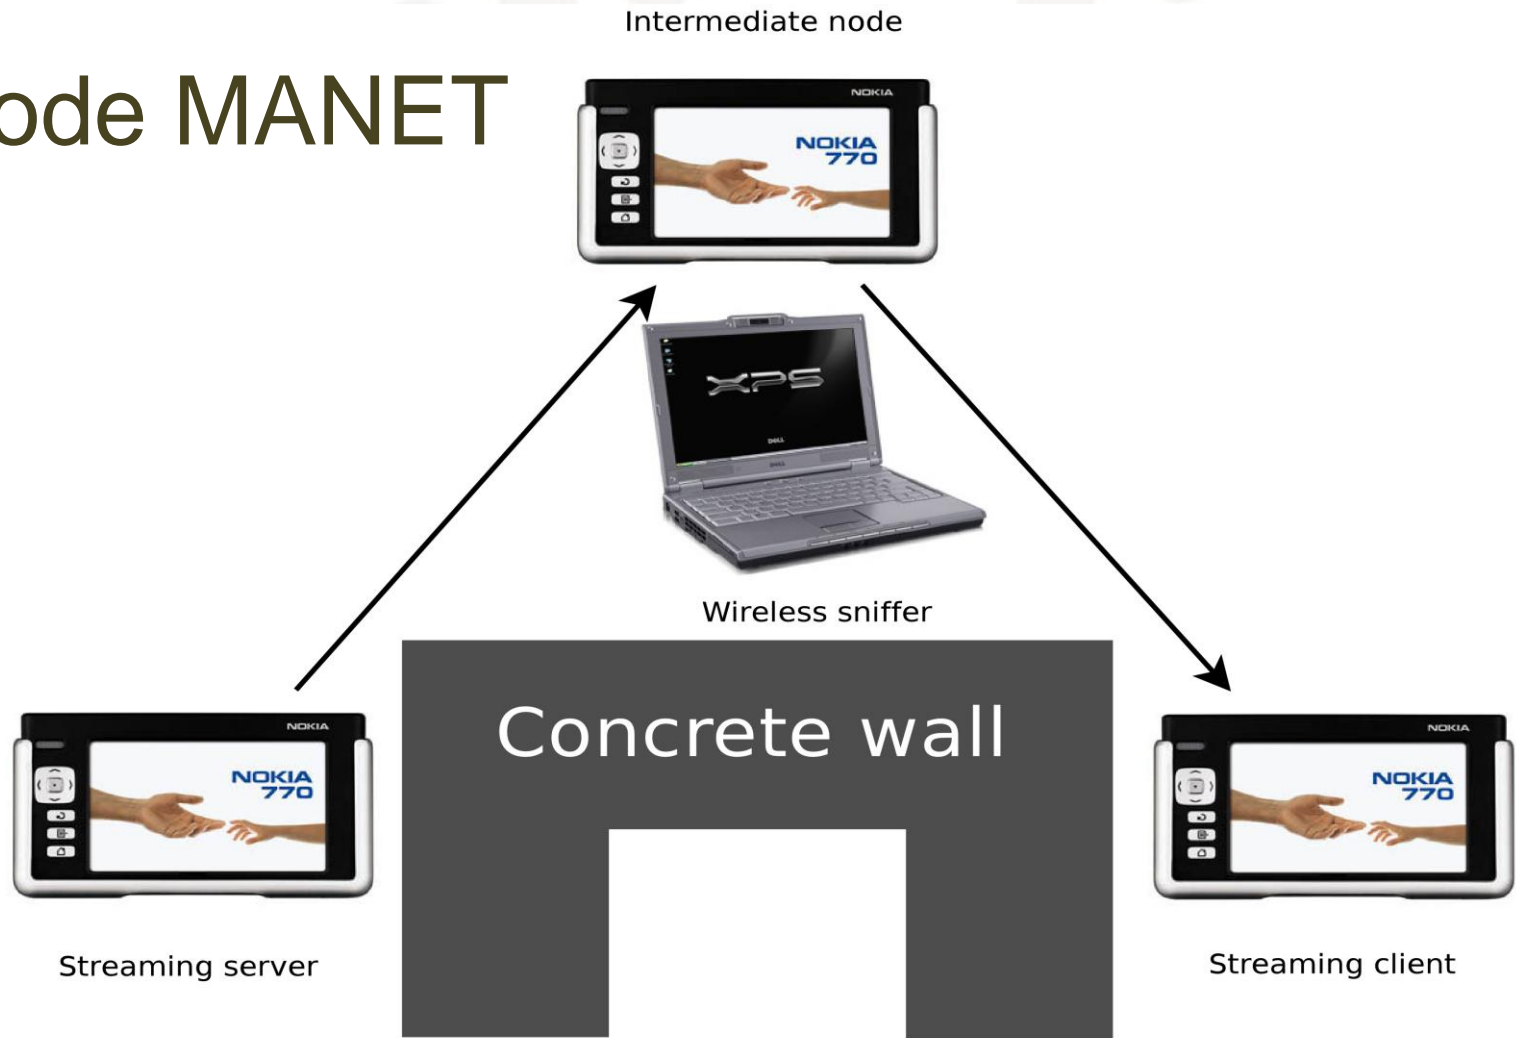 Intermediate node
ode MANET
NOKIA
NOKIA
770
XPS
DELL
DELL
Wireless sniffer
Concrete wall
NOKIA
NOKIA
770
Streaming server
NOKIA
NOKIA
770
Streaming client